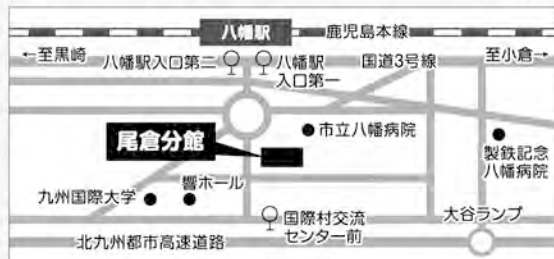 八幡駅
鹿児島本線
←至黒崎
八幡駅入口第二
八幡駅
入口第一
国道3号線
至小倉→
尾倉分館
市立八幡病院
製鉄記念
八幡病院
九州国際大学
響ホール
国際村交流
センター前
大谷ランプ
北九州都市高速道路